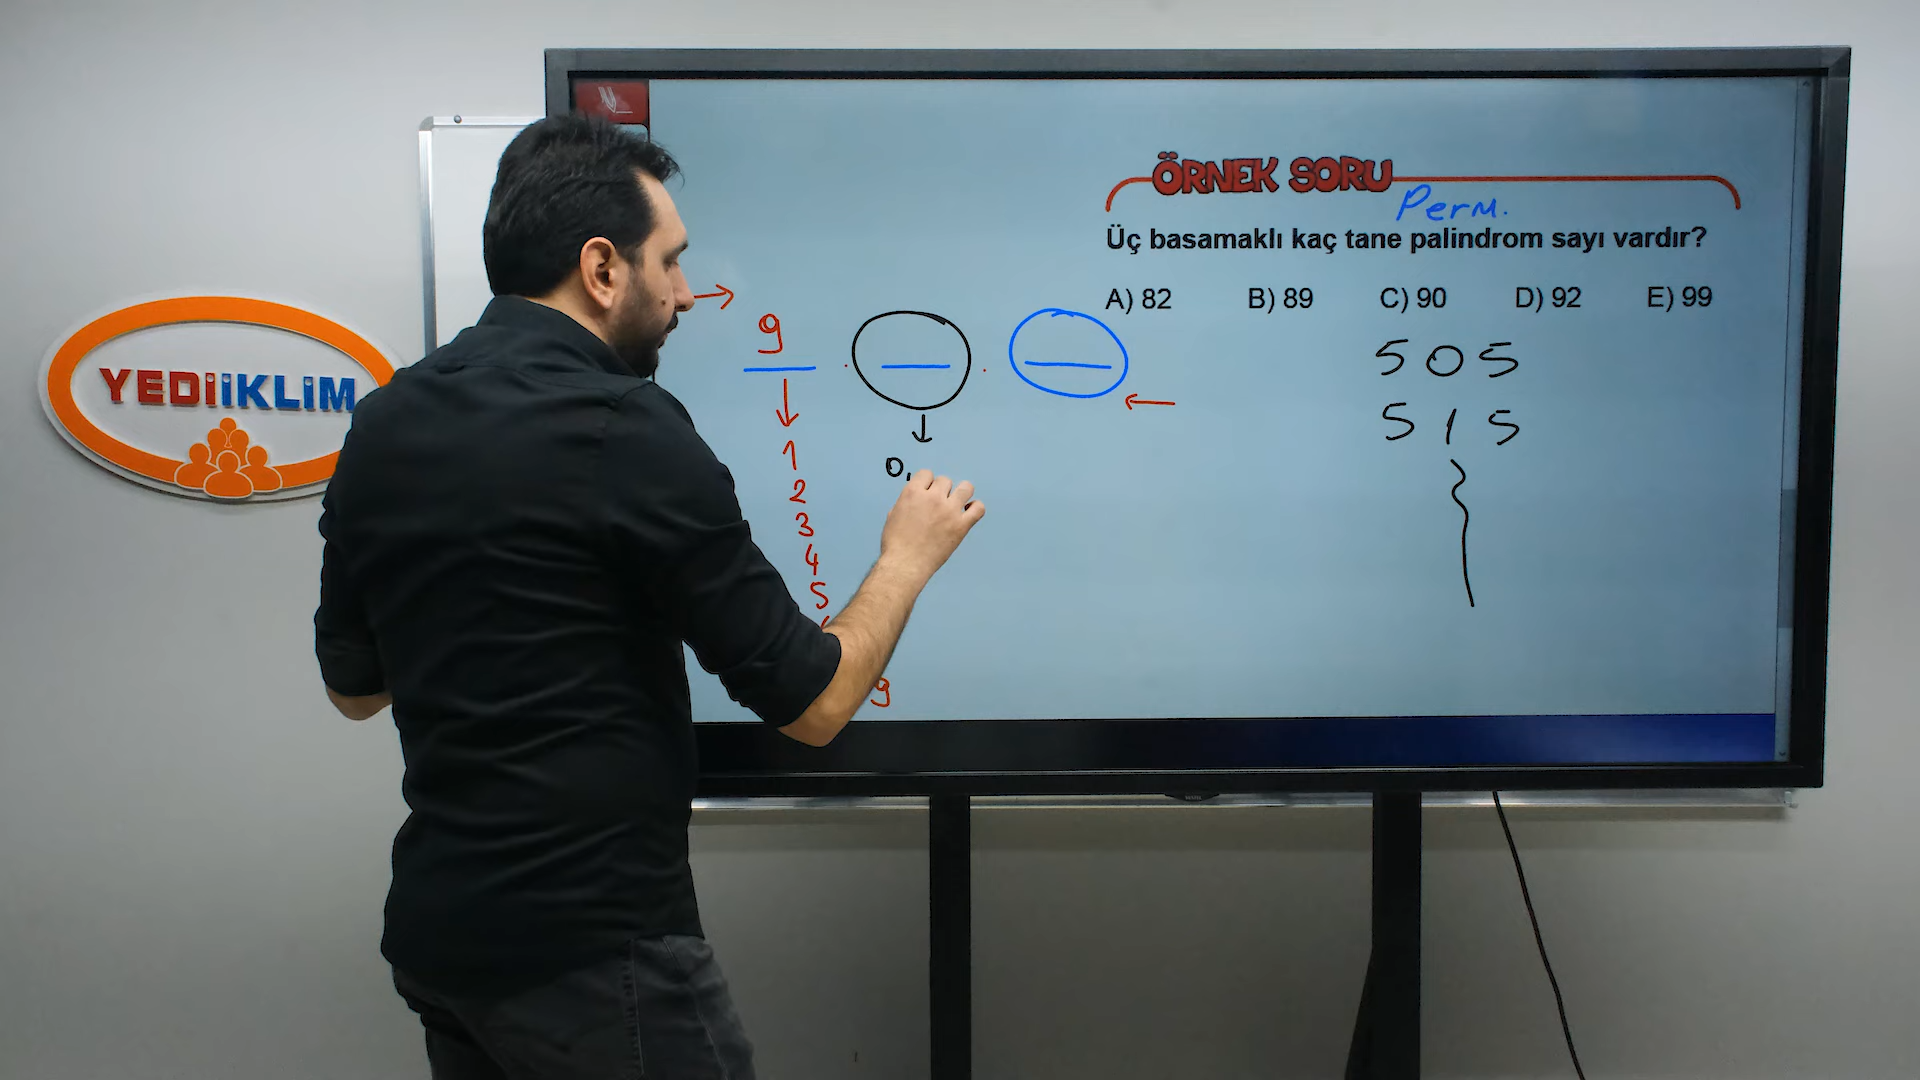 YEDİİKLİM
ÖRNEK SORU
Perm.
Üç basamaklı kaç tane palindrom sayı vardır?
A) 82 B) 89 C) 90 D) 92 E) 99
9
505
515
1
0,
2
3
4
5
9